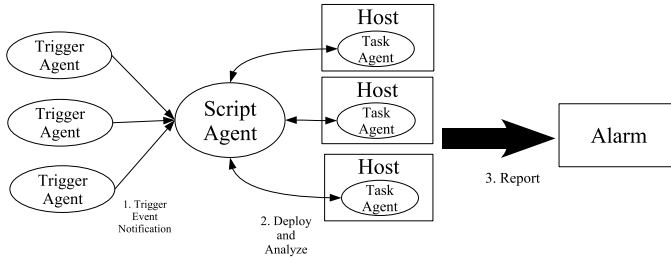 Trigger
Agent
Trigger
Agent
Trigger
Agent
1. Trigger
Event
Notification
Script
Agent
2. Deploy
and
Analyze
Host
Task
Agent
Host
Task
Agent
Host
Task
Agent
3. Report
Alarm